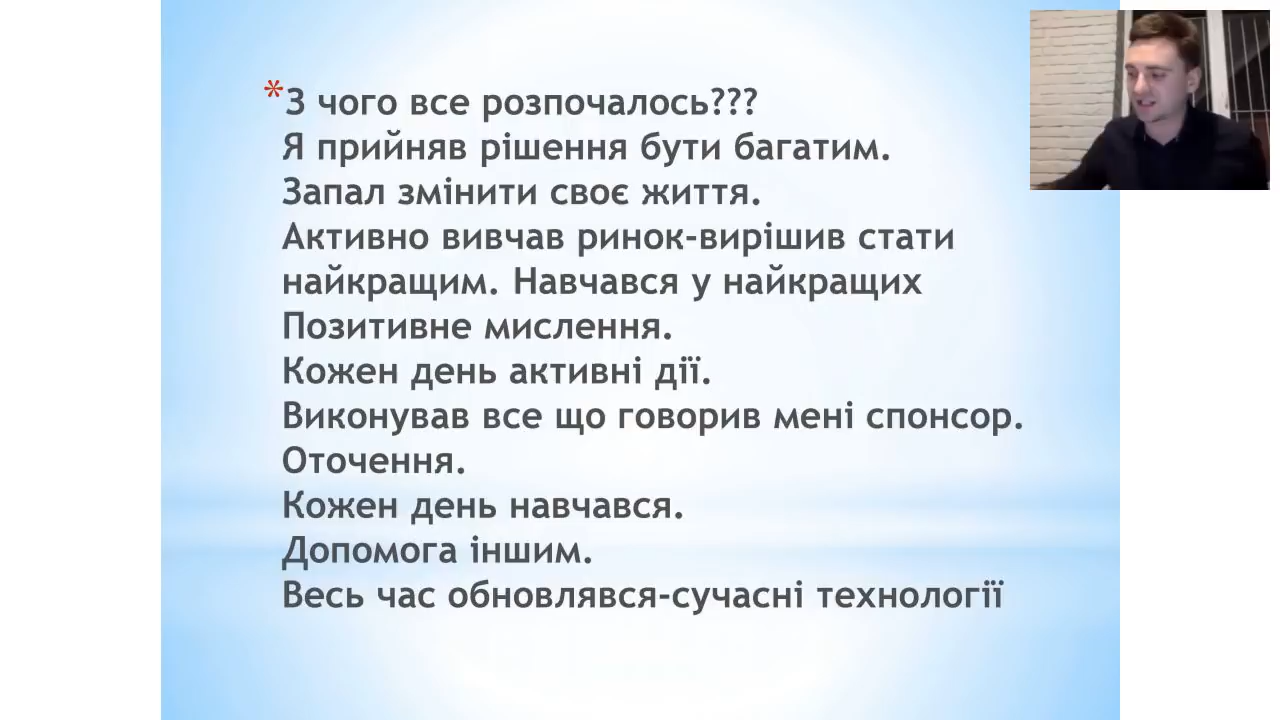 *З чого все розпочалось???
Я прийняв рішення бути багатим.
Запал змінити своє життя.
Активно вивчав ринок-вирішив стати
найкращим. Навчався у найкращих
Позитивне мислення.
Кожен день активні дії.
Виконував все що говорив мені спонсор.
Оточення.
Кожен день навчався.
Допомога іншим.
Весь час обновлявся-сучасні технології